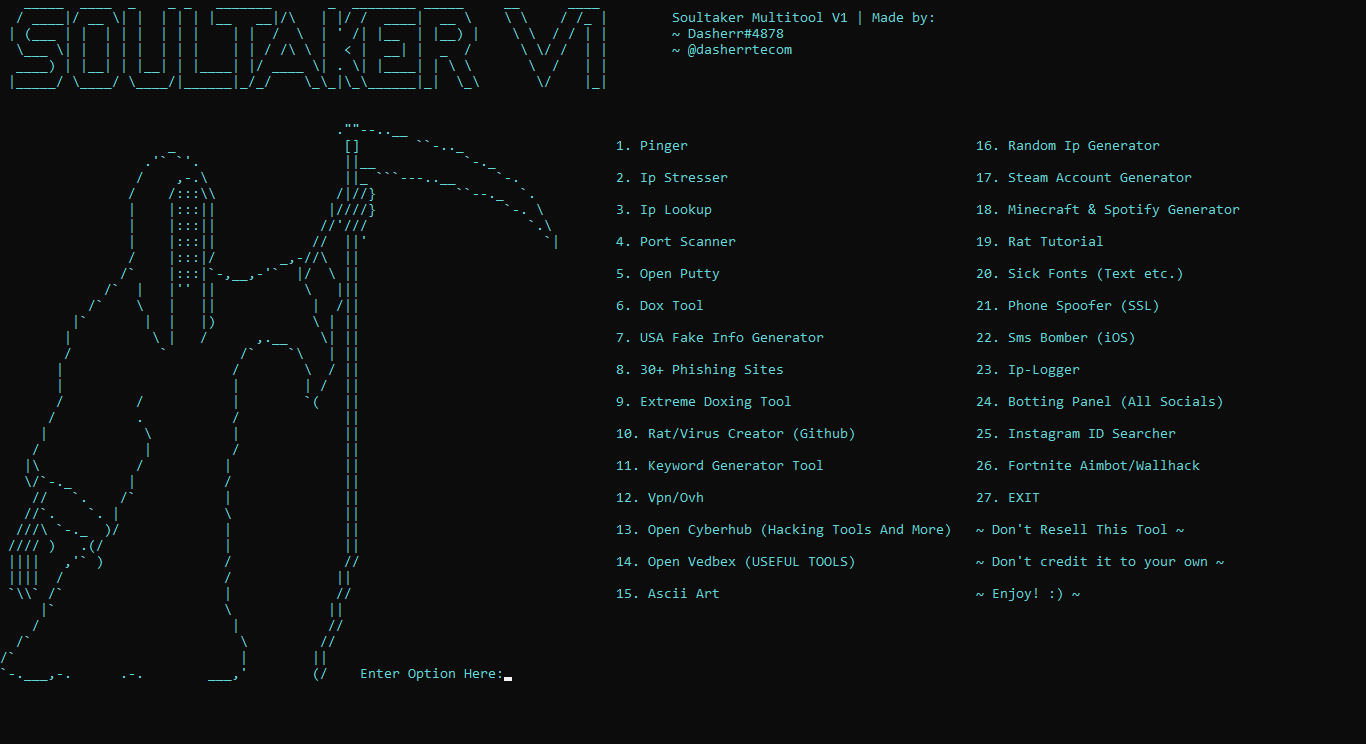 SOULTAKER V1
Soultaker Multitool V1 | Made by:
~ Dasherr#4878
~ @dasherrtecom
1. Pinger
2. Ip Stresser
3. Ip Lookup
4. Port Scanner
5. Open Putty
6. Dox Tool
7. USA Fake Info Generator
8. 30+ Phishing Sites
9. Extreme Doxing Tool
10. Rat/Virus Creator (Github)
11. Keyword Generator Tool
12. Vpn/Ovh
13. Open Cyberhub (Hacking Tools And More)
14. Open Vedbex (USEFUL TOOLS)
15. Ascii Art
16. Random Ip Generator
17. Steam Account Generator
18. Minecraft & Spotify Generator
19. Rat Tutorial
20. Sick Fonts (Text etc.)
21. Phone Spoofer (SSL)
22. Sms Bomber (iOS)
23. Ip-Logger
24. Botting Panel (All Socials)
25. Instagram ID Searcher
26. Fortnite Aimbot/Wallhack
27. EXIT
~ Don't Resell This Tool ~
~ Don't credit it to your own ~
~ Enjoy! :) ~
Enter Option Here: